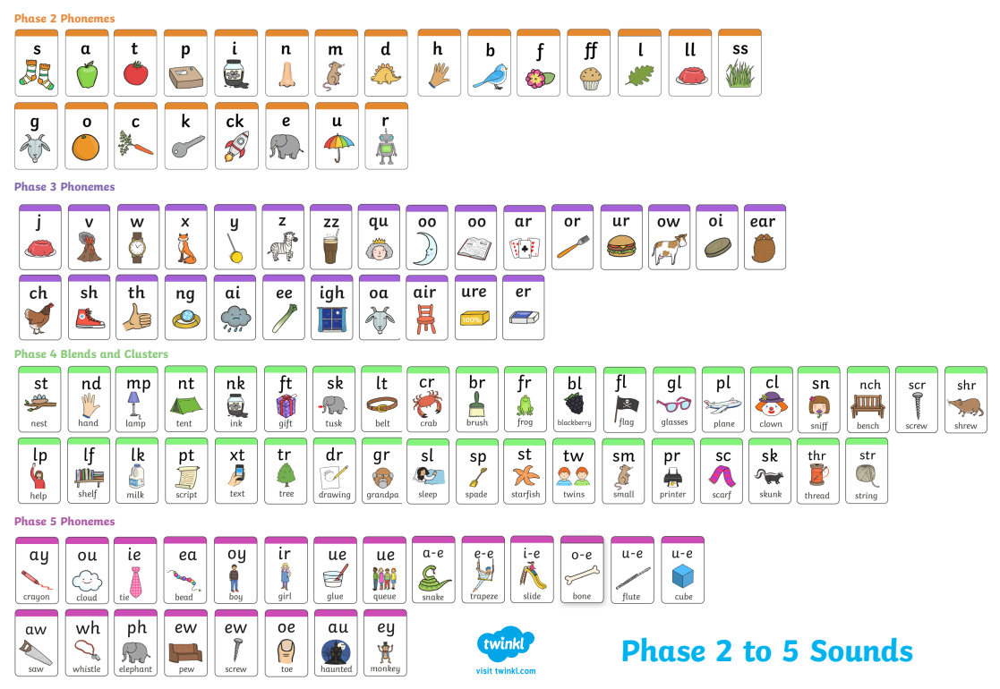 Phase 2 Phonemes
s a t p i n m d h b f ff l ll ss
g o c k ck e u r
Phase 3 Phonemes
j v w x y z zz qu oo oo ar or ur ow oi ear
ch sh th ng ai ee igh oa air ure er
100%
Phase 4 Blends and Clusters
st nd mp nt nk ft sk lt cr br fr bl fl gl pl cl sn nch scr shr
nest hand lamp tent ink gift tusk belt crab brush frog blackberry flag glasses plane clown sniff bench screw shrew
lp lf lk pt xt tr dr gr sl sp st tw sm pr sc sk thr str
help shelf milk script text tree drawing grandpa sleep spade starfish twins small printer scarf skunk thread string
Phase 5 Phonemes
ay ou ie ea oy ir ue ue a-e e-e i-e o-e u-e u-e
crayon cloud tie bead boy girl glue queue snake trapeze slide bone flute cube
aw wh ph ew ew oe au ey
saw whistle elephant pew screw toe haunted monkey
twinkl
visit twinkl.com
Phase 2 to 5 Sounds